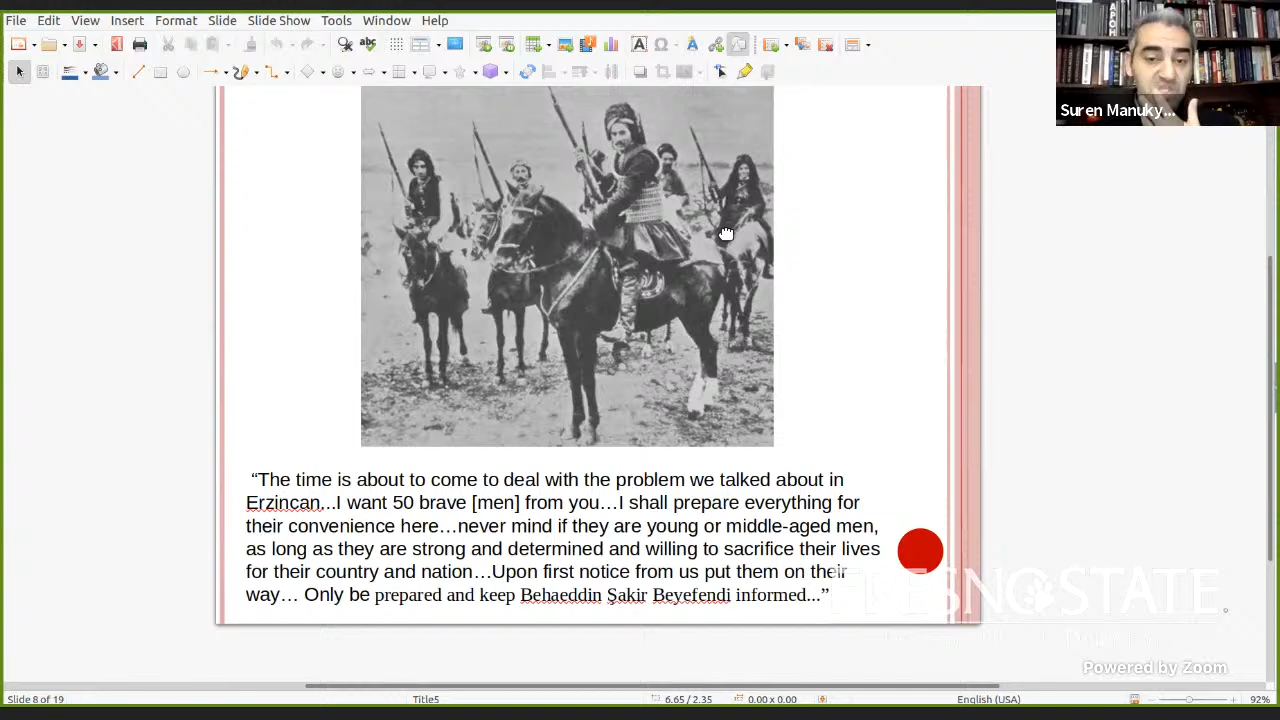 File Edit View Insert Format Slide Slide Show Tools Window Help
Suren Manuky...
“The time is about to come to deal with the problem we talked about in
Erzincan...I want 50 brave [men] from you…I shall prepare everything for
their convenience here…never mind if they are young or middle-aged men,
as long as they are strong and determined and willing to sacrifice their lives
for their country and nation…Upon first notice from us put them on their
way… Only be prepared and keep Behaeddin Şakir Beyefendi informed...”
FRESNO STATE
Powered by Zoom
Slide 8 of 19
Title5
6.65 / 2.35
0.00 x 0.00
English (USA)
92%